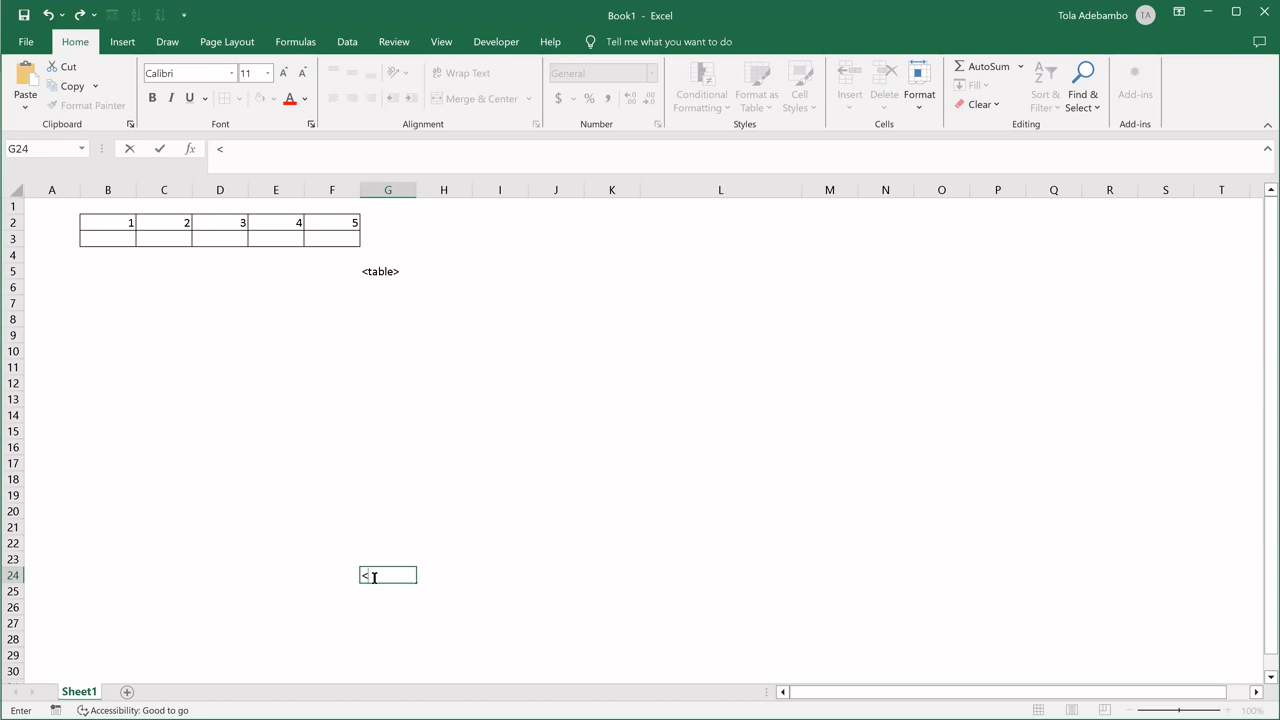 Book1 - Excel
Tola Adebambo TA
File Home Insert Draw Page Layout Formulas Data Review View Developer Help Tell me what you want to do
Paste
Cut
Copy
Format Painter
Clipboard
Calibri 11
B I U
Font
Wrap Text
Merge & Center
Alignment
General
$ % ,
Number
Conditional Formatting
Format as Table
Cell Styles
Styles
Insert Delete Format
Cells
AutoSum
Fill
Clear
Sort & Filter
Find & Select
Editing
Add-ins
Add-ins
G24 fx <
A B C D E F G H I J K L M N O P Q R S T
1
2 1 2 3 4 5
3
4
5 <table>
6
7
8
9
10
11
12
13
14
15
16
17
18
19
20
21
22
23
24 <
25
26
27
28
29
30
Sheet1
Enter Accessibility: Good to go 100%